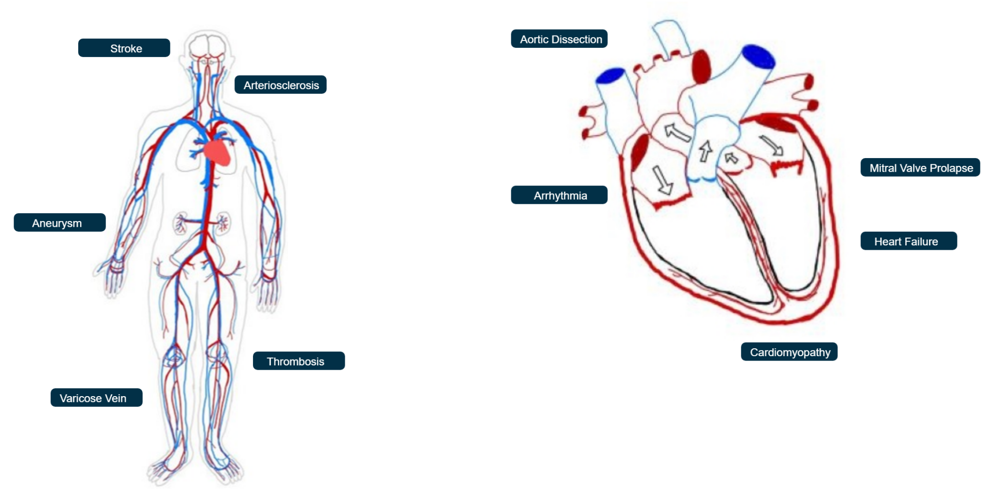 Stroke
Arteriosclerosis
Aneurysm
Thrombosis
Varicose Vein
Aortic Dissection
Mitral Valve Prolapse
Arrhythmia
Heart Failure
Cardiomyopathy